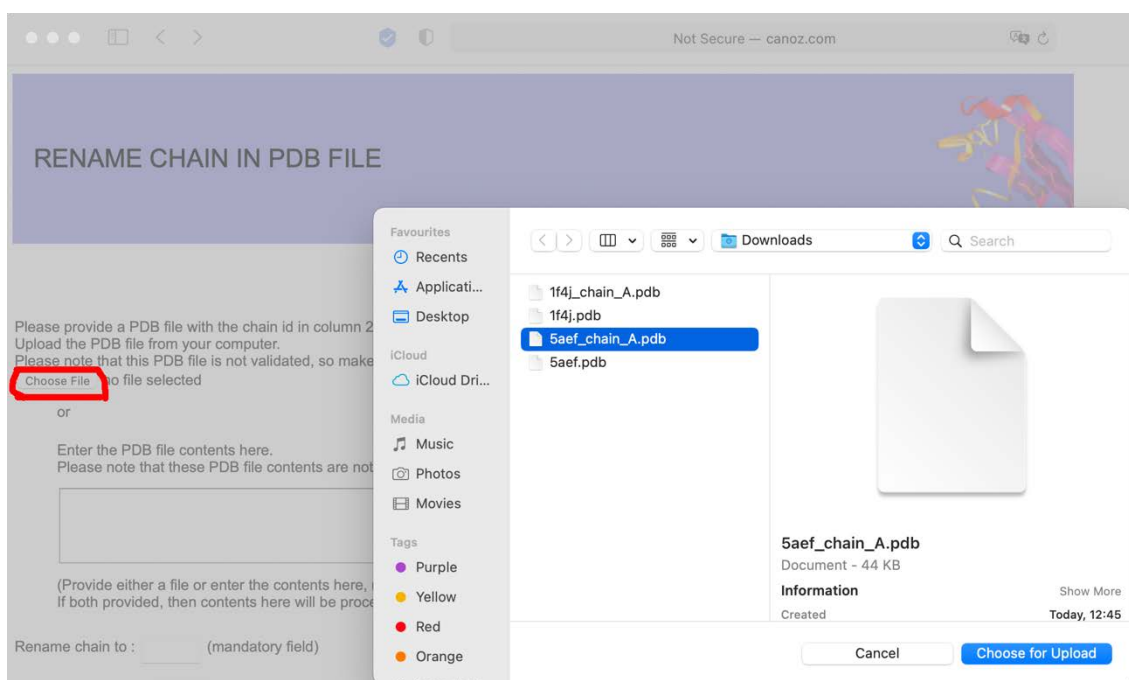 Not Secure — canoz.com
RENAME CHAIN IN PDB FILE
Please provide a PDB file with the chain id in column 2
Upload the PDB file from your computer.
Please note that this PDB file is not validated, so make
Choose File no file selected
or
Enter the PDB file contents here.
Please note that these PDB file contents are not
(Provide either a file or enter the contents here,
If both provided, then contents here will be proce
Rename chain to : (mandatory field)
Favourites
Recents
Applicati...
Desktop
iCloud
iCloud Dri...
Media
Music
Photos
Movies
Tags
Purple
Yellow
Red
Orange
Downloads
Search
1f4j_chain_A.pdb
1f4j.pdb
5aef_chain_A.pdb
5aef.pdb
5aef_chain_A.pdb
Document - 44 KB
Information Show More
Created Today, 12:45
Cancel Choose for Upload